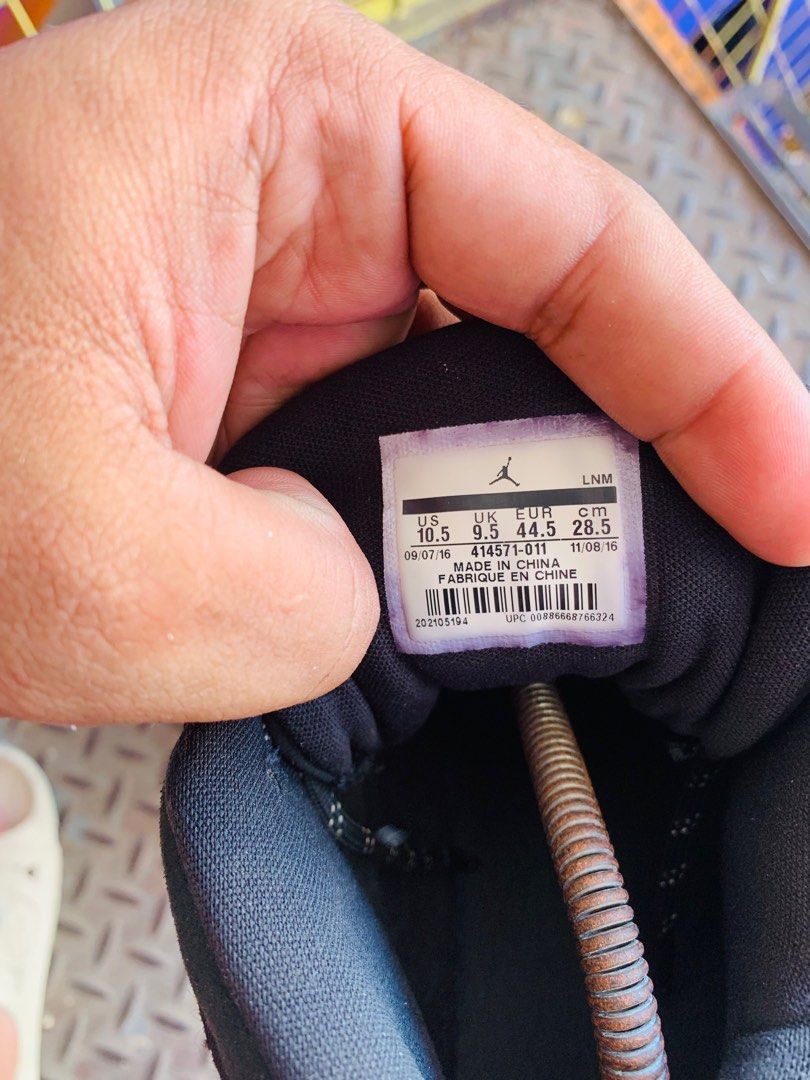 LNM
US UK EUR cm
10.5 9.5 44.5 28.5
09/07/16 414571-011 11/08/16
MADE IN CHINA
FABRIQUE EN CHINE
202105194 UPC 00886668766324